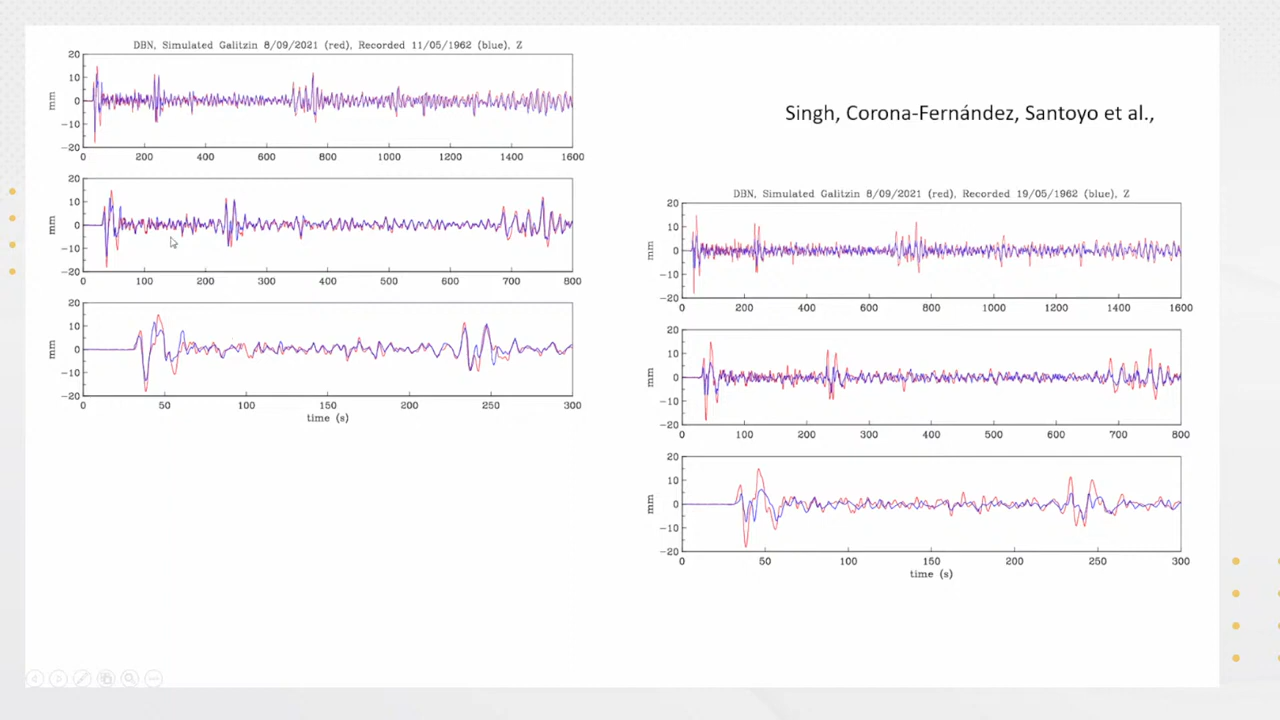 DBN, Simulated Galitzin 8/09/2021 (red), Recorded 11/05/1962 (blue), Z
20
10
0
−10
−20
mm
0 200 400 600 800 1000 1200 1400 1600
20
10
0
−10
−20
mm
0 100 200 300 400 500 600 700 800
20
10
0
−10
−20
mm
0 50 100 150 200 250 300
time (s)
Singh, Corona-Fernández, Santoyo et al.,
DBN, Simulated Galitzin 8/09/2021 (red), Recorded 19/05/1962 (blue), Z
20
10
0
−10
−20
mm
0 200 400 600 800 1000 1200 1400 1600
20
10
0
−10
−20
mm
0 100 200 300 400 500 600 700 800
20
10
0
−10
−20
mm
0 50 100 150 200 250 300
time (s)